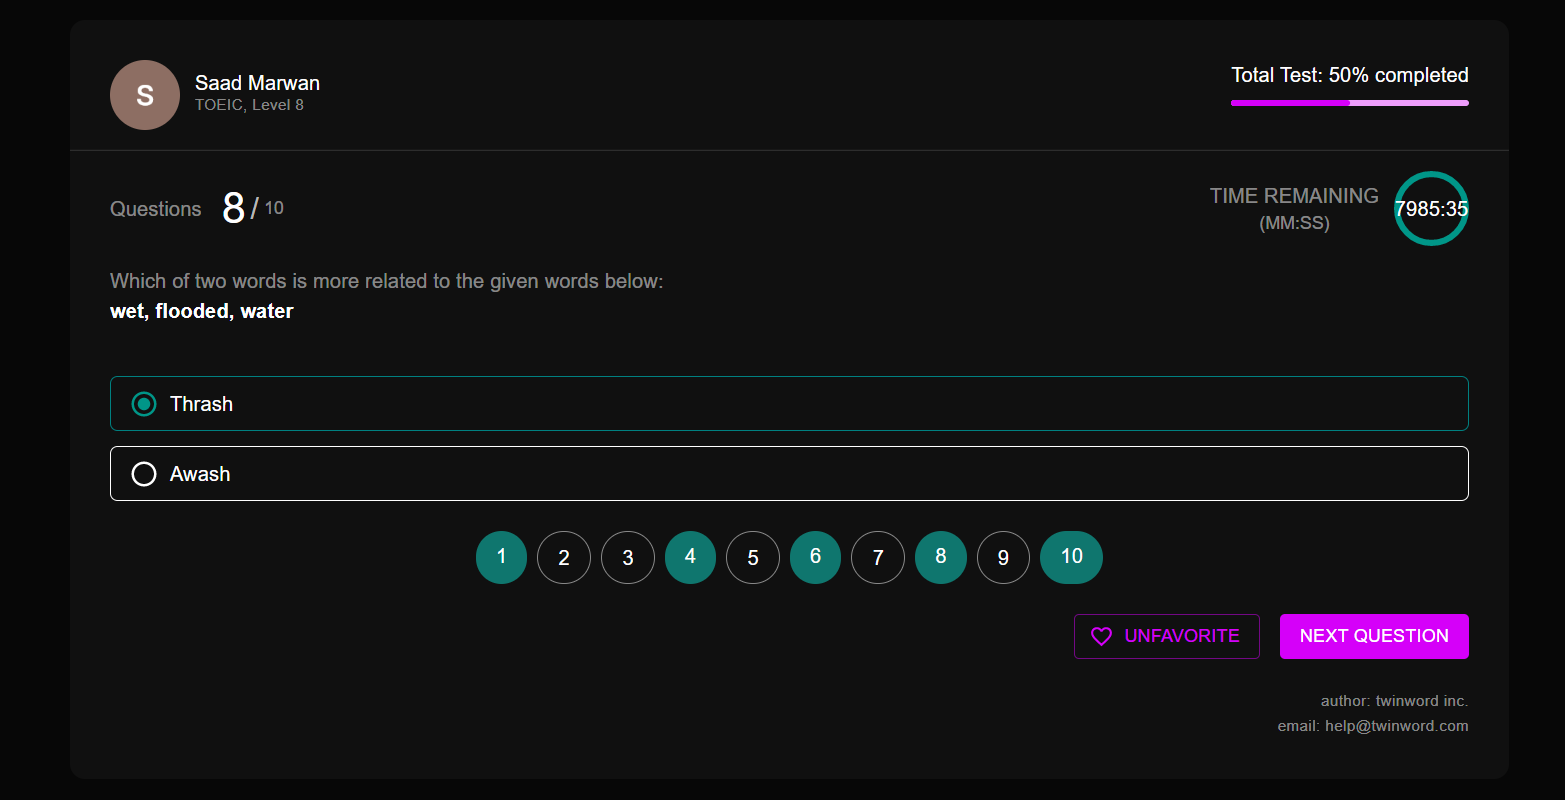 S
Saad Marwan
TOEIC, Level 8
Total Test: 50% completed
Questions 8 / 10
TIME REMAINING
(MM:SS)
7985:35
Which of two words is more related to the given words below:
wet, flooded, water
Thrash
Awash
1 2 3 4 5 6 7 8 9 10
UNFAVORITE
NEXT QUESTION
author: twinword inc.
email: help@twinword.com